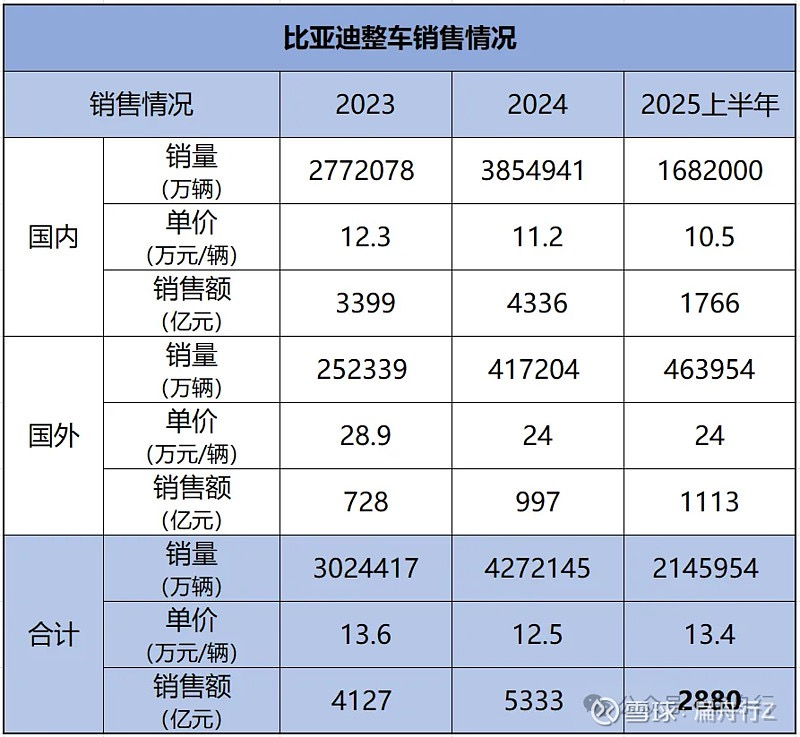 比亚迪整车销售情况
销售情况 2023 2024 2025上半年
国内
销量
(万辆)
2772078 3854941 1682000
单价
(万元/辆)
12.3 11.2 10.5
销售额
(亿元)
3399 4336 1766
国外
销量
(万辆)
252339 417204 463954
单价
(万元/辆)
28.9 24 24
销售额
(亿元)
728 997 1113
合计
销量
(万辆)
3024417 4272145 2145954
单价
(万元/辆)
13.6 12.5 13.4
销售额
(亿元)
4127 5333 2880
雪球